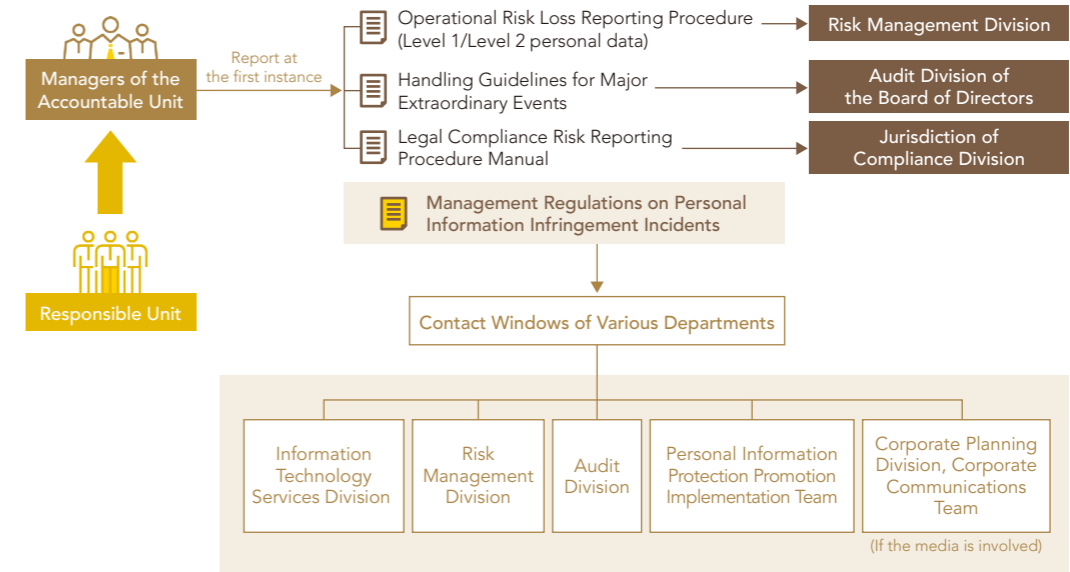 Managers of the
Accountable Unit
Report at
the first instance
Operational Risk Loss Reporting Procedure
(Level 1/Level 2 personal data)
Risk Management Division
Handling Guidelines for Major
Extraordinary Events
Audit Division of
the Board of Directors
Legal Compliance Risk Reporting
Procedure Manual
Jurisdiction of
Compliance Division
Management Regulations on Personal
Information Infringement Incidents
Responsible Unit
Contact Windows of Various Departments
Information
Technology
Services Division
Risk
Management
Division
Audit
Division
Personal Information
Protection Promotion
Implementation Team
Corporate Planning
Division, Corporate
Communications
Team
(If the media is involved)